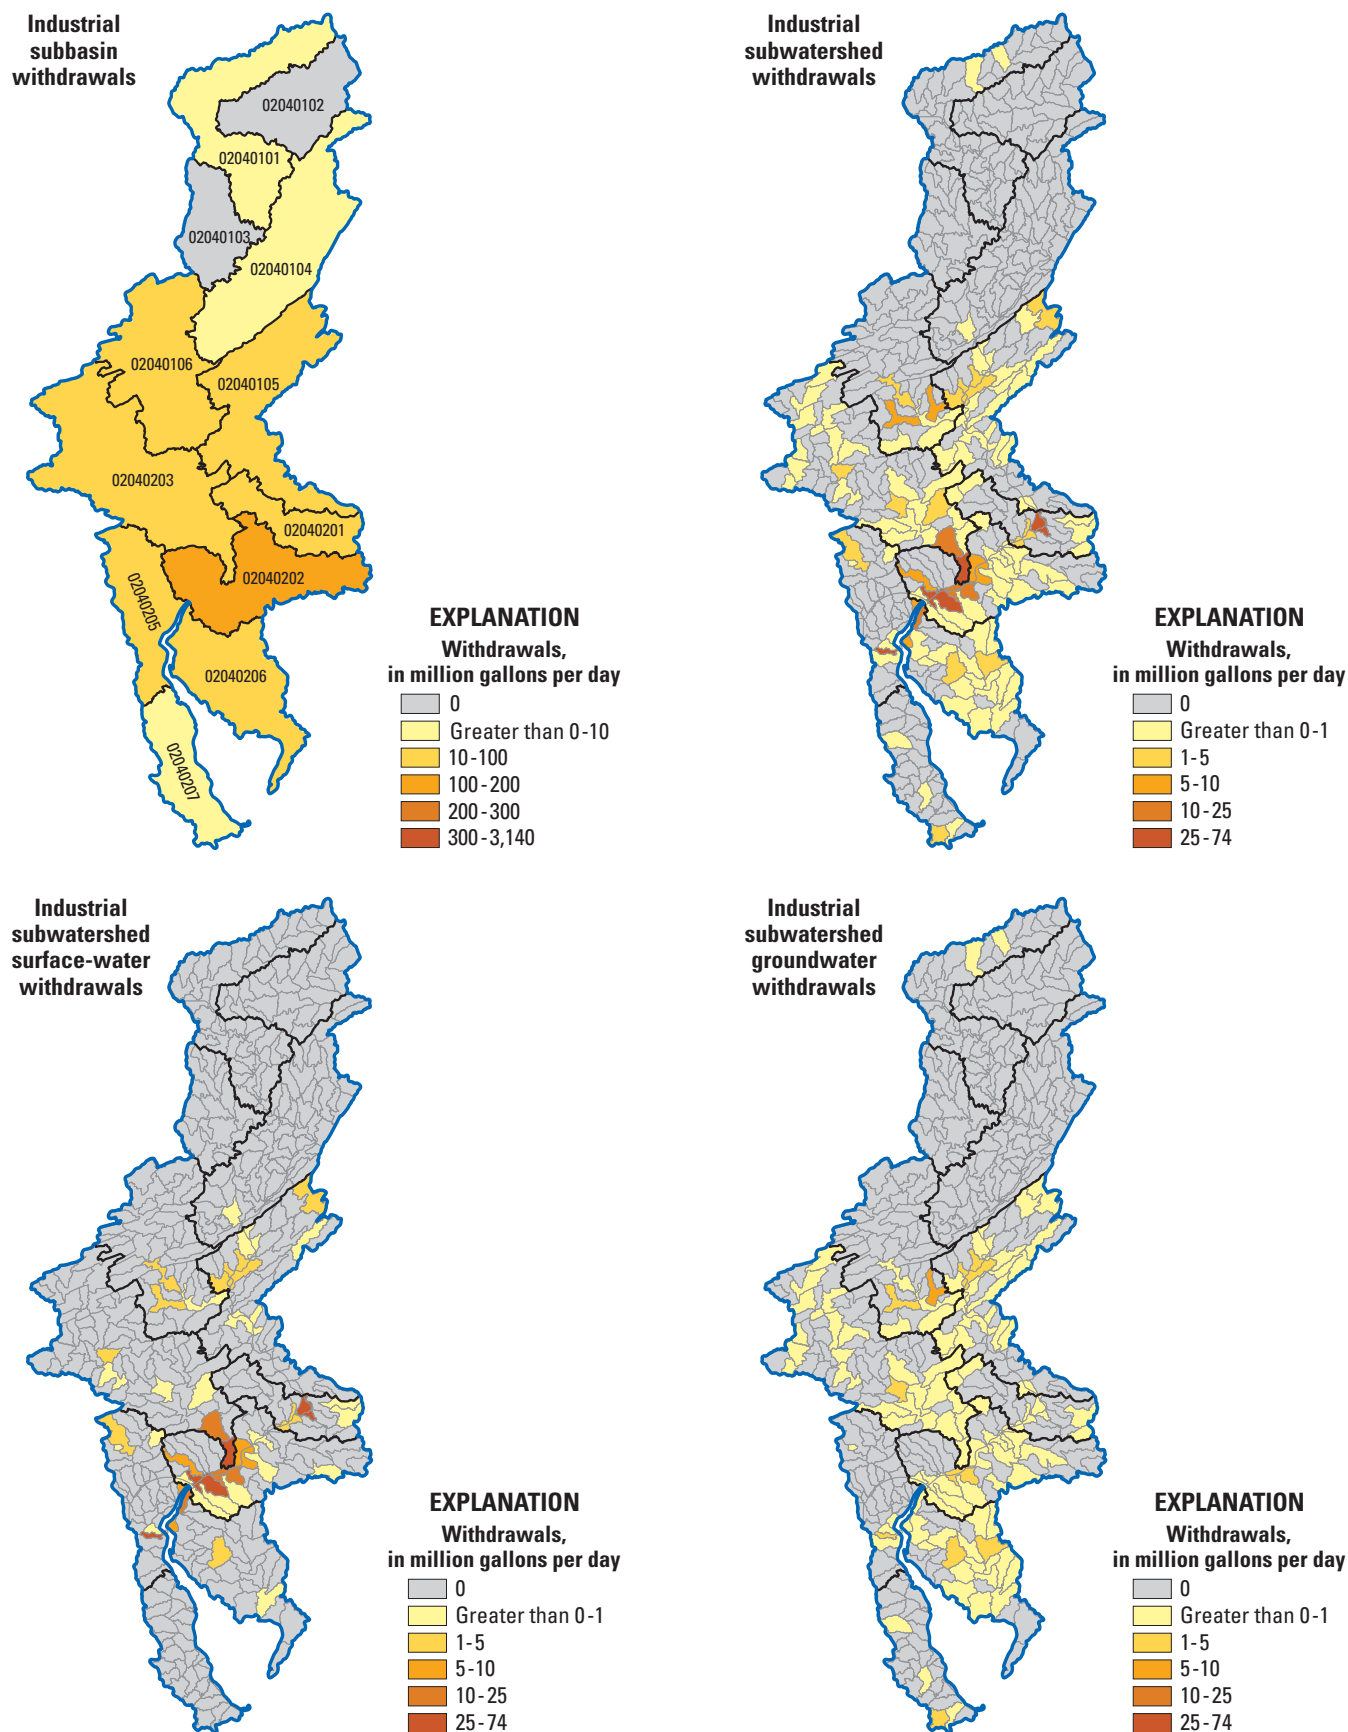 Industrial
subbasin
withdrawals
02040102
02040101
02040103
02040104
02040106
02040105
02040203
02040201
02040202
02040205
02040206
02040207
EXPLANATION
Withdrawals,
in million gallons per day
0
Greater than 0-10
10-100
100-200
200-300
300-3,140
Industrial
subwatershed
withdrawals
EXPLANATION
Withdrawals,
in million gallons per day
0
Greater than 0-1
1-5
5-10
10-25
25-74
Industrial
subwatershed
surface-water
withdrawals
EXPLANATION
Withdrawals,
in million gallons per day
0
Greater than 0-1
1-5
5-10
10-25
25-74
Industrial
subwatershed
groundwater
withdrawals
EXPLANATION
Withdrawals,
in million gallons per day
0
Greater than 0-1
1-5
5-10
10-25
25-74